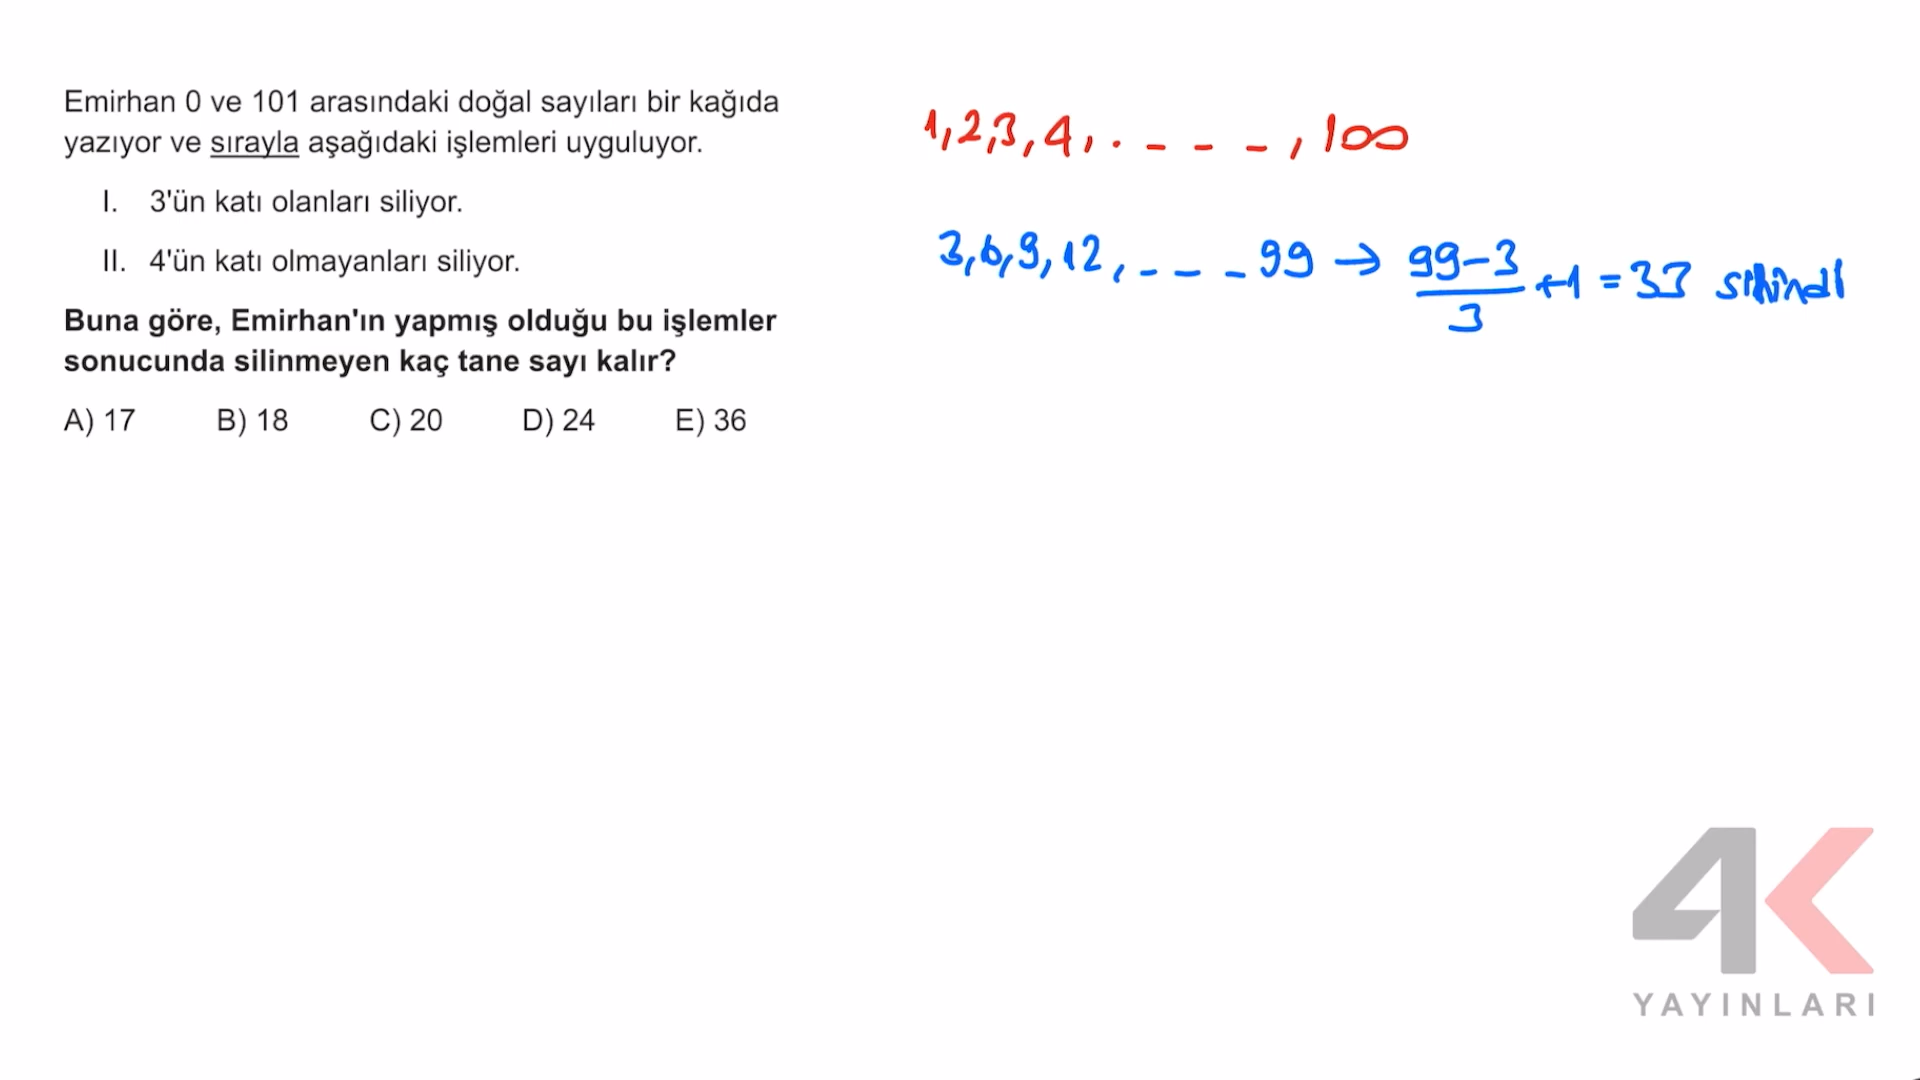 Emirhan 0 ve 101 arasındaki doğal sayıları bir kağıda
yazıyor ve sırayla aşağıdaki işlemleri uyguluyor.
I. 3'ün katı olanları siliyor.
II. 4'ün katı olmayanları siliyor.
Buna göre, Emirhan'ın yapmış olduğu bu işlemler
sonucunda silinmeyen kaç tane sayı kalır?
A) 17 B) 18 C) 20 D) 24 E) 36
1,2,3,4,. - - - , 100
3,6,9,12, - - - 99 → 99-3/3 +1 = 33 silindi
4K
YAYINLARI